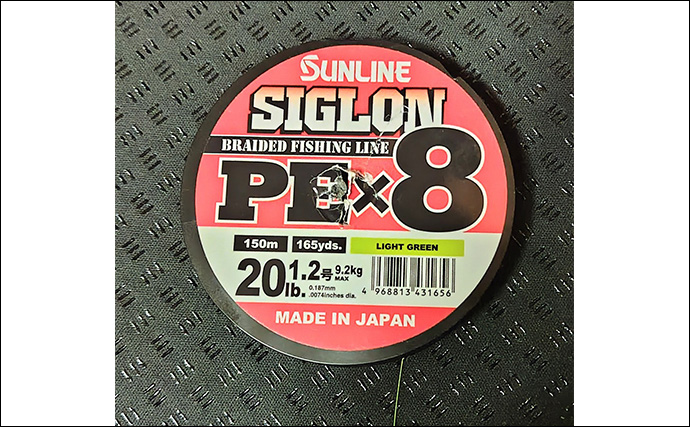 SUNLINE
SIGLON
BRAIDED FISHING LINE
PE×8
150m 165yds. LIGHT GREEN
20lb. 1.2号 9.2kg MAX
0.187mm
.0074inches dia.
4 968813 431656
MADE IN JAPAN